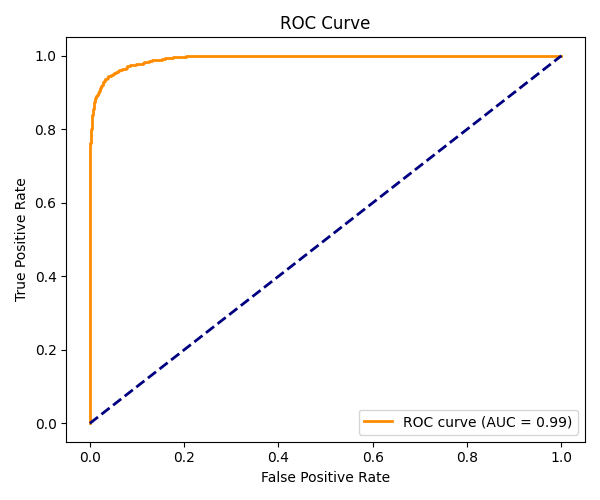 ROC Curve
1.0
0.8
0.6
0.4
0.2
0.0
True Positive Rate
ROC curve (AUC = 0.99)
0.0 0.2 0.4 0.6 0.8 1.0
False Positive Rate